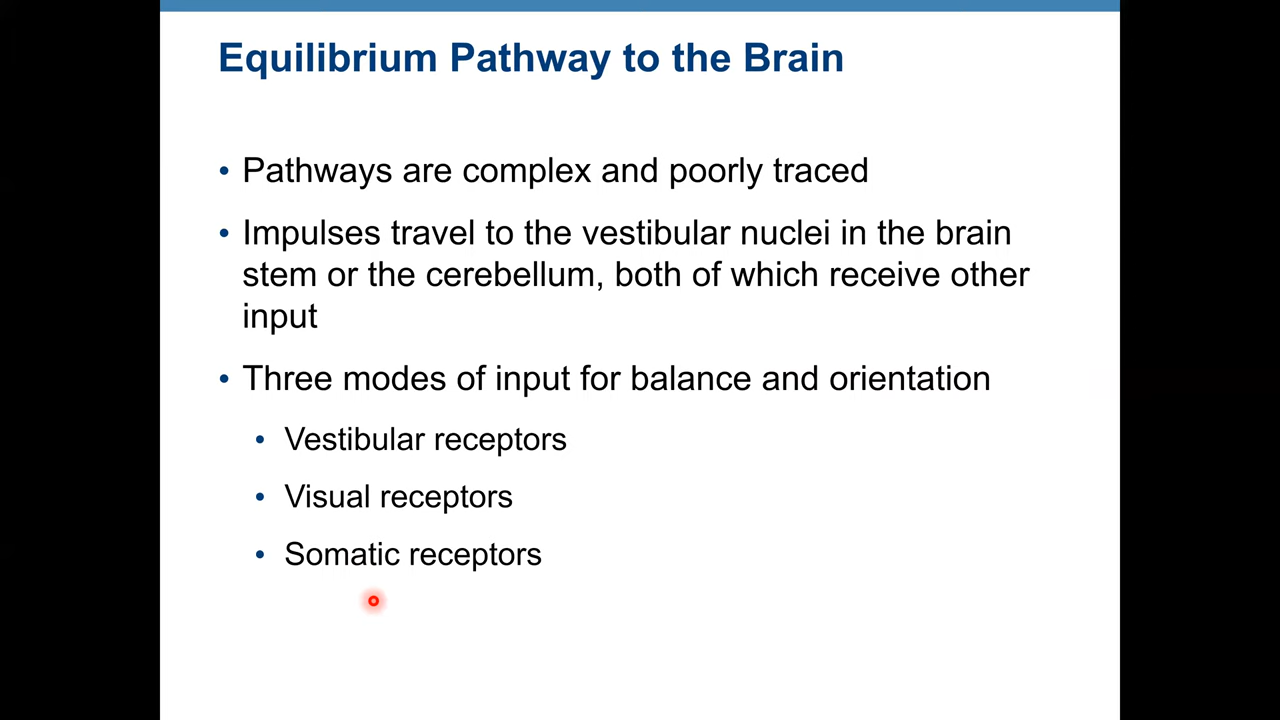 Equilibrium Pathway to the Brain
• Pathways are complex and poorly traced
• Impulses travel to the vestibular nuclei in the brain
stem or the cerebellum, both of which receive other
input
• Three modes of input for balance and orientation
• Vestibular receptors
• Visual receptors
• Somatic receptors